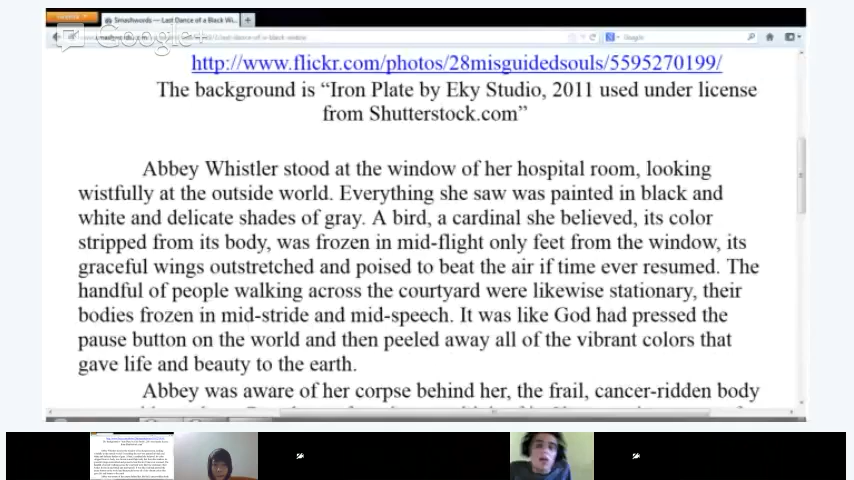 Smashwords — Last Dance of a Black Wi...
Google+
Google
http://www.flickr.com/photos/28misguidedsouls/5595270199/
The background is “Iron Plate by Eky Studio, 2011 used under license
from Shutterstock.com”
Abbey Whistler stood at the window of her hospital room, looking
wistfully at the outside world. Everything she saw was painted in black and
white and delicate shades of gray. A bird, a cardinal she believed, its color
stripped from its body, was frozen in mid-flight only feet from the window, its
graceful wings outstretched and poised to beat the air if time ever resumed. The
handful of people walking across the courtyard were likewise stationary, their
bodies frozen in mid-stride and mid-speech. It was like God had pressed the
pause button on the world and then peeled away all of the vibrant colors that
gave life and beauty to the earth.
Abbey was aware of her corpse behind her, the frail, cancer-ridden body